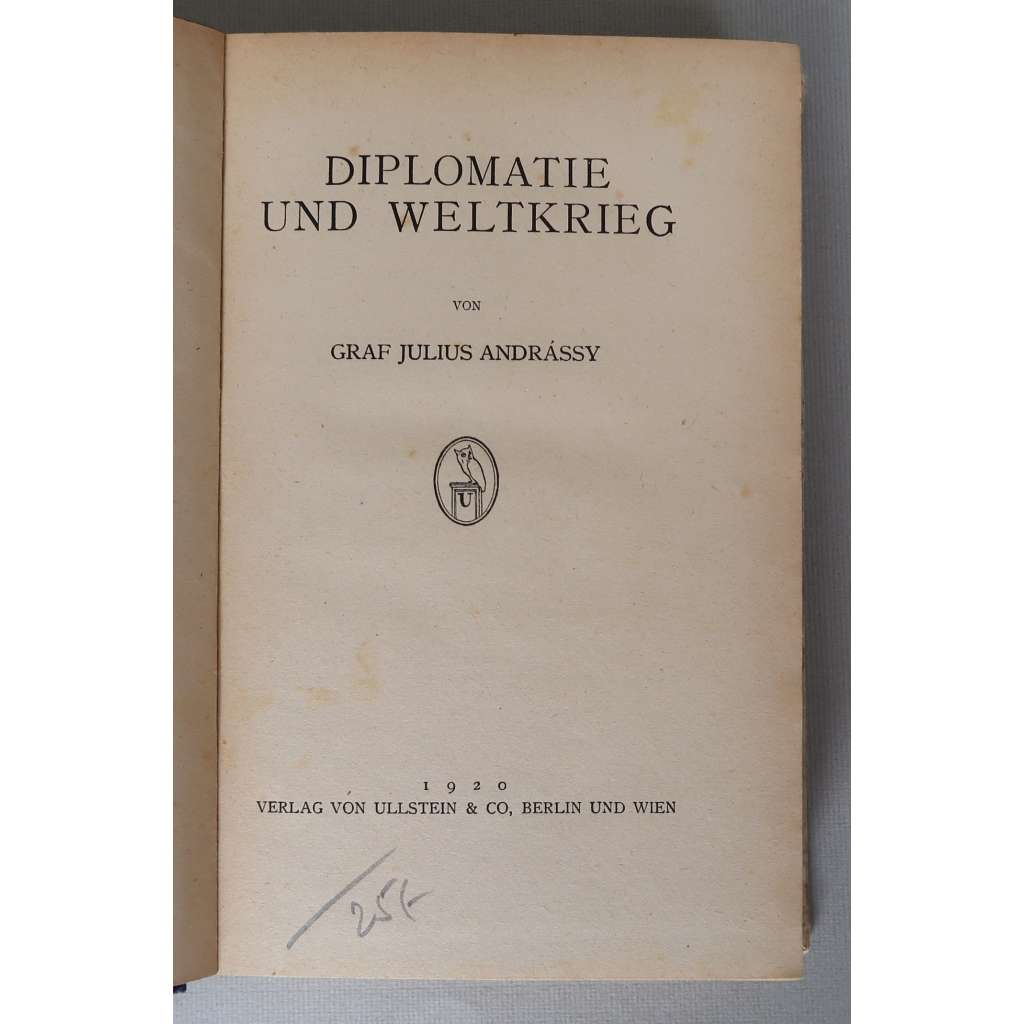 DIPLOMATIE
UND WELTKRIEG
VON
GRAF JULIUS ANDRÁSSY
U
1920
VERLAG VON ULLSTEIN & CO, BERLIN UND WIEN